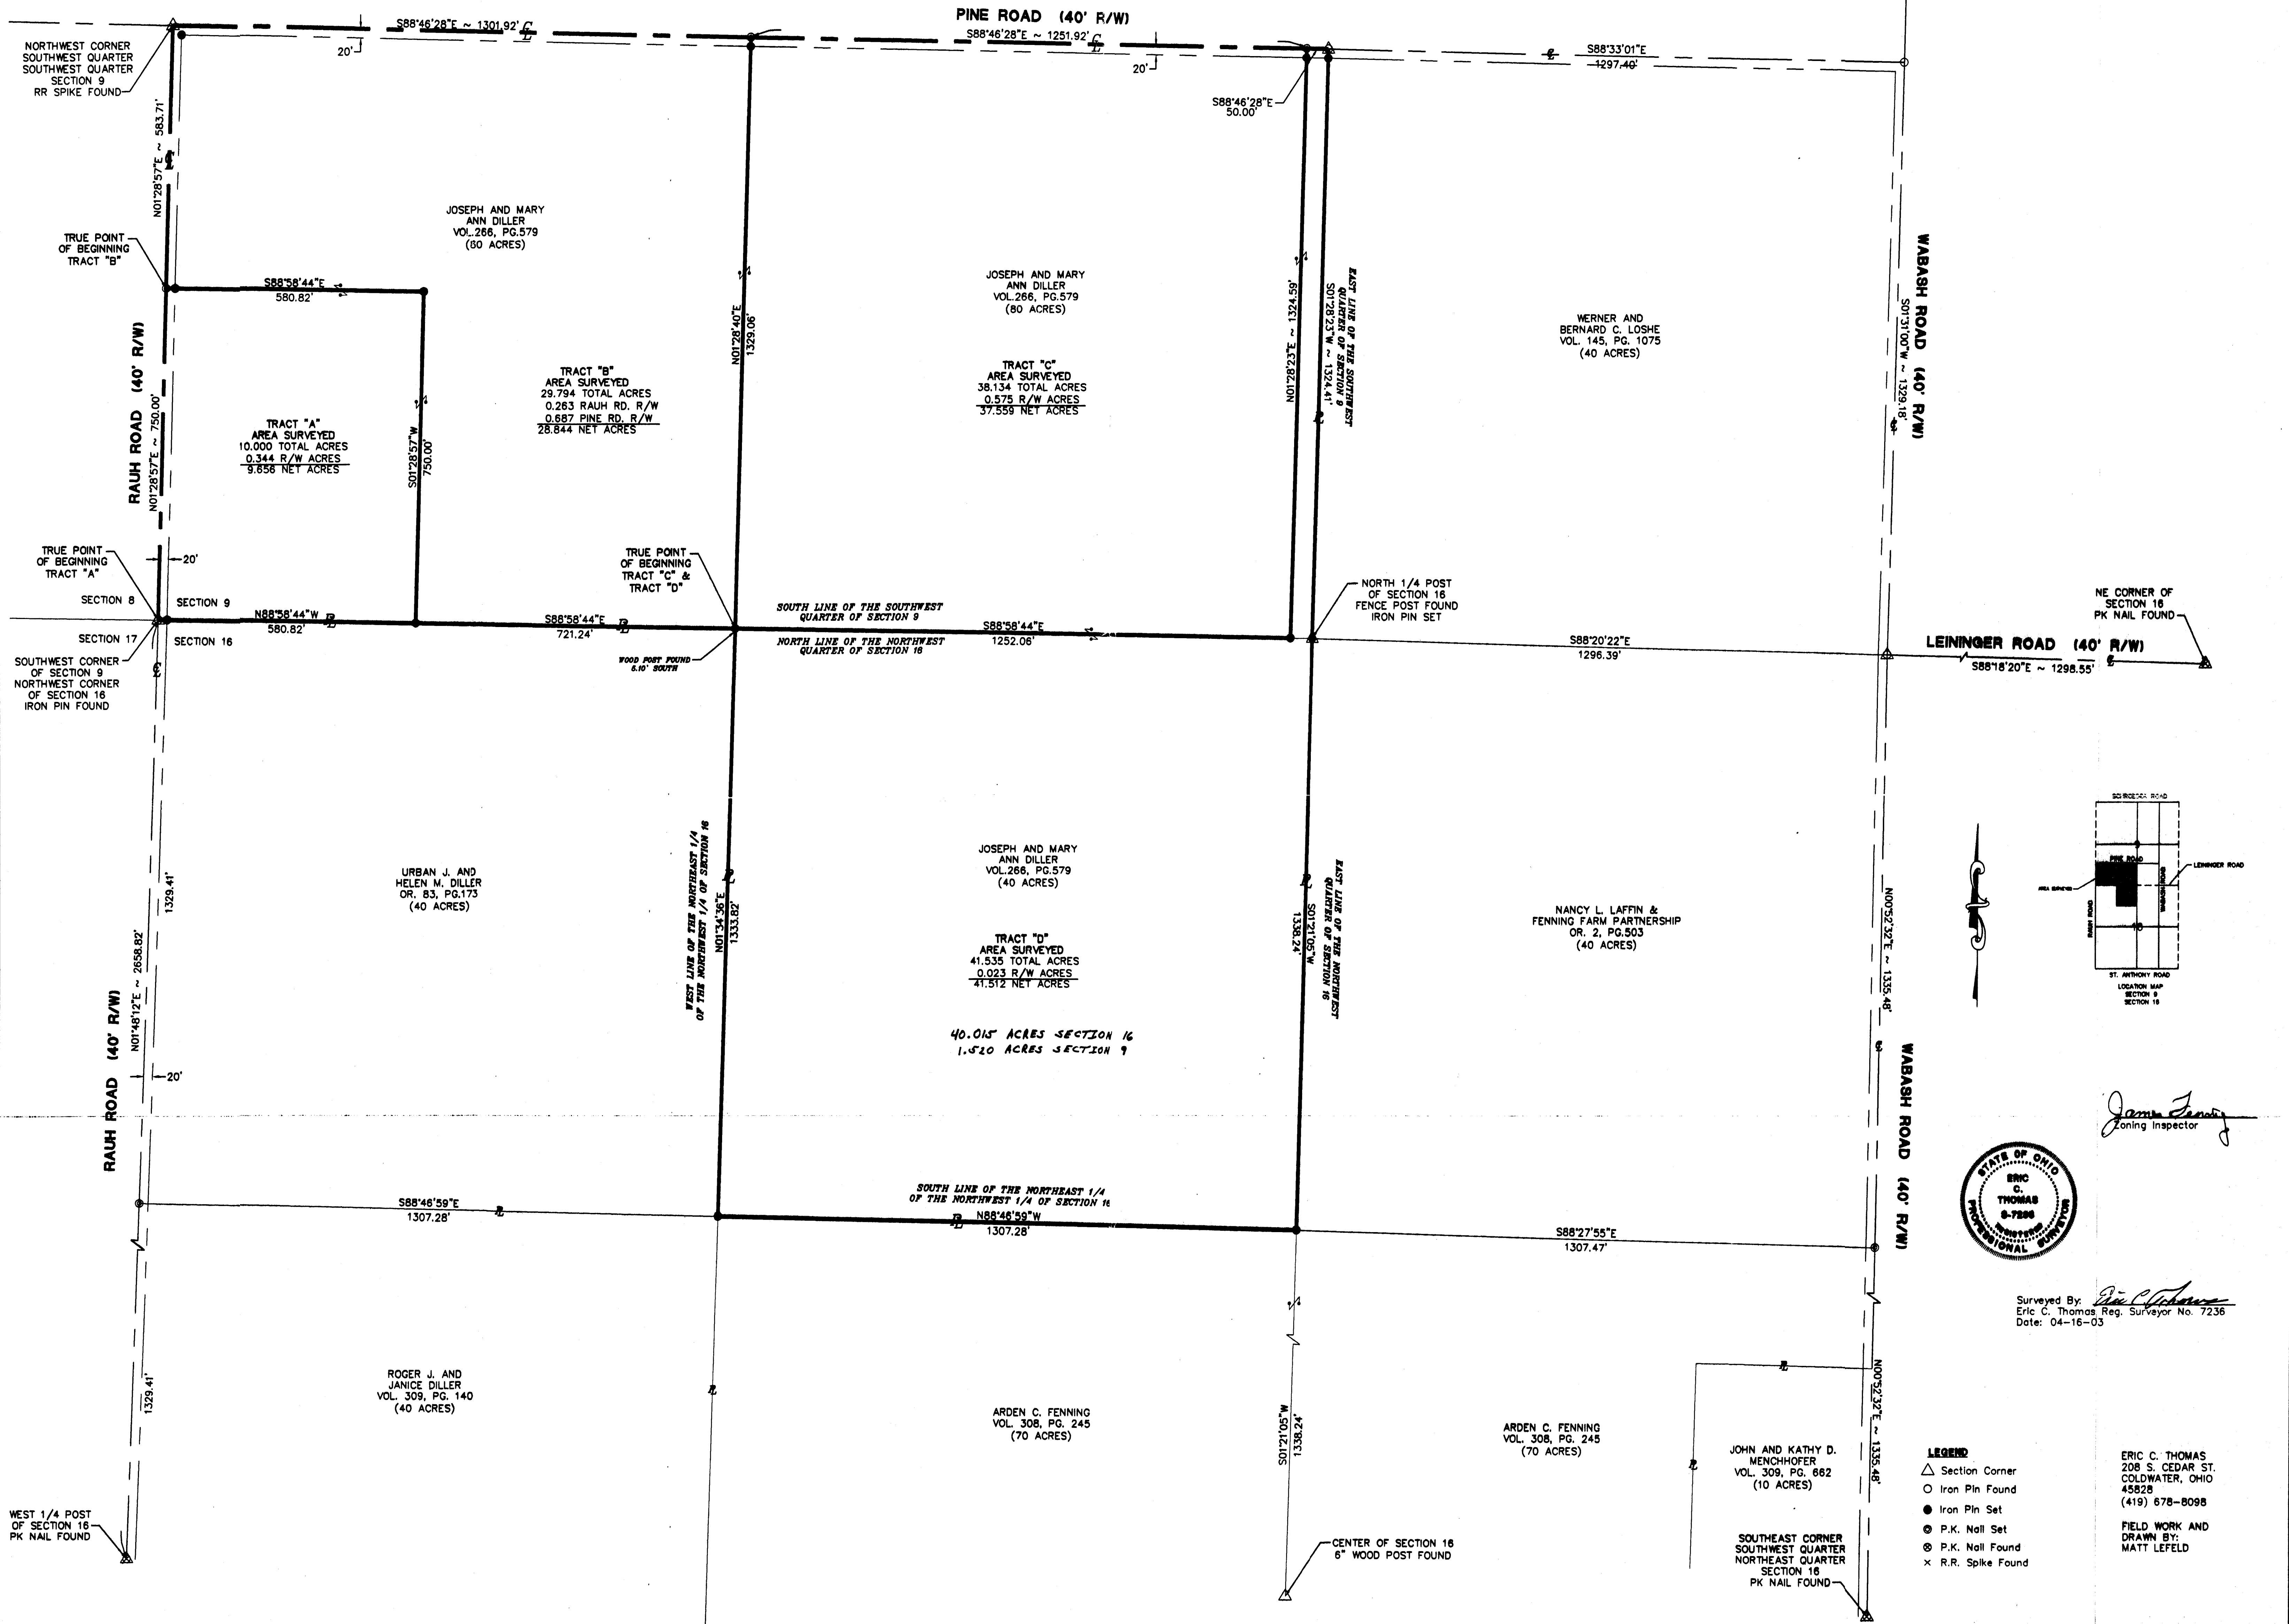 PINE ROAD (40' R/W)
S88°46'28"E ~ 1301.92'
S88°46'28"E ~ 1251.92'
20'
20'
S88°33'01"E
1297.40'
NORTHWEST CORNER
SOUTHWEST QUARTER
SOUTHWEST QUARTER
SECTION 9
RR SPIKE FOUND
S88°46'28"E
50.00'
N01°28'57"E ~ 583.71'
JOSEPH AND MARY
ANN DILLER
VOL.266, PG.579
(80 ACRES)
TRUE POINT
OF BEGINNING
TRACT "B"
S88°58'44"E
580.82'
RAUH ROAD (40' R/W)
N01°28'57"E ~ 750.00'
TRACT "A"
AREA SURVEYED
10.000 TOTAL ACRES
0.344 R/W ACRES
9.656 NET ACRES
S01°28'57"W
750.00'
TRACT "B"
AREA SURVEYED
29.794 TOTAL ACRES
0.263 RAUH RD. R/W
0.687 PINE RD. R/W
28.844 NET ACRES
N01°28'40"E
1329.06'
JOSEPH AND MARY
ANN DILLER
VOL.266, PG.579
(80 ACRES)
TRACT "C"
AREA SURVEYED
38.134 TOTAL ACRES
0.575 R/W ACRES
37.559 NET ACRES
N01°28'23"E ~ 1324.59'
S01°28'23"W ~ 1324.41'
EAST LINE OF THE SOUTHWEST
QUARTER OF SECTION 9
WERNER AND
BERNARD C. LOSHE
VOL. 145, PG. 1075
(40 ACRES)
S01°31'00"W ~ 1329.18'
WABASH ROAD (40' R/W)
TRUE POINT
OF BEGINNING
TRACT "A"
20'
SECTION 8
SECTION 9
SECTION 17
SECTION 16
N88°58'44"W
580.82'
S88°58'44"E
721.24'
TRUE POINT
OF BEGINNING
TRACT "C" &
TRACT "D"
WOOD POST FOUND
5.10' SOUTH
SOUTH LINE OF THE SOUTHWEST
QUARTER OF SECTION 9
NORTH LINE OF THE NORTHWEST
QUARTER OF SECTION 16
S88°58'44"E
1252.06'
NORTH 1/4 POST
OF SECTION 16
FENCE POST FOUND
IRON PIN SET
S88°20'22"E
1296.39'
NE CORNER OF
SECTION 16
PK NAIL FOUND
LEININGER ROAD (40' R/W)
S88°18'20"E ~ 1298.55'
SOUTHWEST CORNER
OF SECTION 9
NORTHWEST CORNER
OF SECTION 16
IRON PIN FOUND
RAUH ROAD (40' R/W)
N01°48'12"E ~ 2658.82'
1329.41'
20'
URBAN J. AND
HELEN M. DILLER
OR. 83, PG.173
(40 ACRES)
WEST LINE OF THE NORTHEAST 1/4
OF THE NORTHWEST 1/4 OF SECTION 16
N01°34'36"E
1333.82'
JOSEPH AND MARY
ANN DILLER
VOL.266, PG.579
(40 ACRES)
TRACT "D"
AREA SURVEYED
41.535 TOTAL ACRES
0.023 R/W ACRES
41.512 NET ACRES
40.015 ACRES SECTION 16
1.520 ACRES SECTION 9
S01°21'05"W
1338.24'
EAST LINE OF THE NORTHWEST
QUARTER OF SECTION 16
NANCY L. LAFFIN &
FENNING FARM PARTNERSHIP
OR. 2, PG.503
(40 ACRES)
N00°52'32"E ~ 1335.48'
WABASH ROAD (40' R/W)
PINE ROAD
LEININGER ROAD
AREA SURVEYED
RAUH ROAD
16
ST. ANTHONY ROAD
LOCATION MAP
SECTION 9
SECTION 16
Zoning Inspector
STATE OF OHIO
ERIC
C.
THOMAS
S-7236
REGISTERED
PROFESSIONAL SURVEYOR
Surveyed By:
Eric C. Thomas, Reg. Surveyor No. 7236
Date: 04-16-03
S88°46'59"E
1307.28'
SOUTH LINE OF THE NORTHEAST 1/4
OF THE NORTHWEST 1/4 OF SECTION 16
N88°46'59"W
1307.28'
S88°27'55"E
1307.47'
1329.41'
ROGER J. AND
JANICE DILLER
VOL. 309, PG. 140
(40 ACRES)
ARDEN C. FENNING
VOL. 308, PG. 245
(70 ACRES)
S01°21'05"W
1338.24'
ARDEN C. FENNING
VOL. 308, PG. 245
(70 ACRES)
JOHN AND KATHY D.
MENCHHOFER
VOL. 309, PG. 662
(10 ACRES)
N00°52'32"E ~ 1335.48'
WEST 1/4 POST
OF SECTION 16
PK NAIL FOUND
CENTER OF SECTION 16
6" WOOD POST FOUND
SOUTHEAST CORNER
SOUTHWEST QUARTER
NORTHEAST QUARTER
SECTION 16
PK NAIL FOUND
LEGEND
Section Corner
Iron Pin Found
Iron Pin Set
P.K. Nail Set
P.K. Nail Found
R.R. Spike Found
ERIC C. THOMAS
208 S. CEDAR ST.
COLDWATER, OHIO
45828
(419) 678-8098
FIELD WORK AND
DRAWN BY:
MATT LEFELD